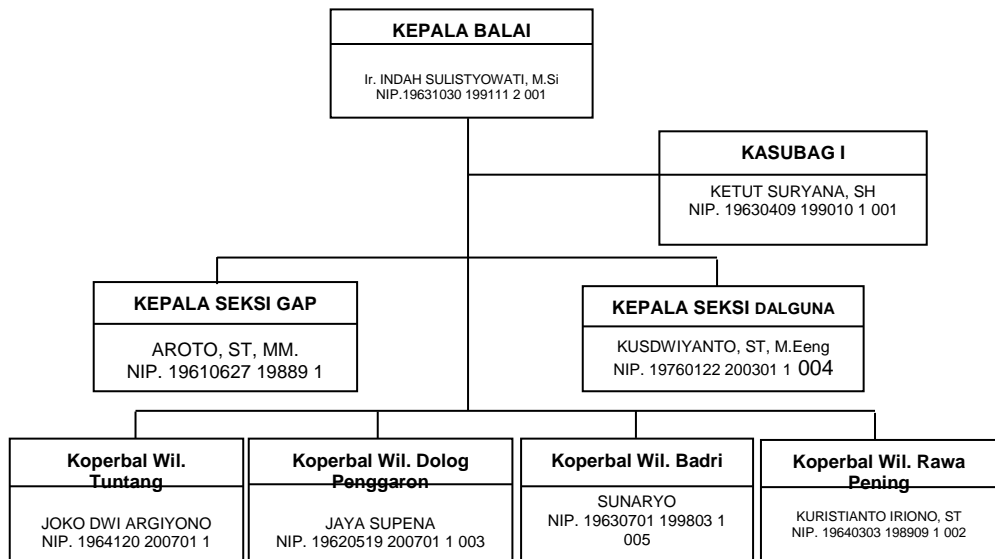 KEPALA BALAI
Ir. INDAH SULISTYOWATI, M.Si
NIP.19631030 199111 2 001
KASUBAG I
KETUT SURYANA, SH
NIP. 19630409 199010 1 001
KEPALA SEKSI GAP
AROTO, ST, MM.
NIP. 19610627 19889 1
KEPALA SEKSI DALGUNA
KUSDWIYANTO, ST, M.Eeng
NIP. 19760122 200301 1 004
Koperbal Wil.
Tuntang
JOKO DWI ARGIYONO
NIP. 1964120 200701 1
Koperbal Wil. Dolog
Penggaron
JAYA SUPENA
NIP. 19620519 200701 1 003
Koperbal Wil. Badri
SUNARYO
NIP. 19630701 199803 1
005
Koperbal Wil. Rawa
Pening
KURISTIANTO IRIONO, ST
NIP. 19640303 198909 1 002